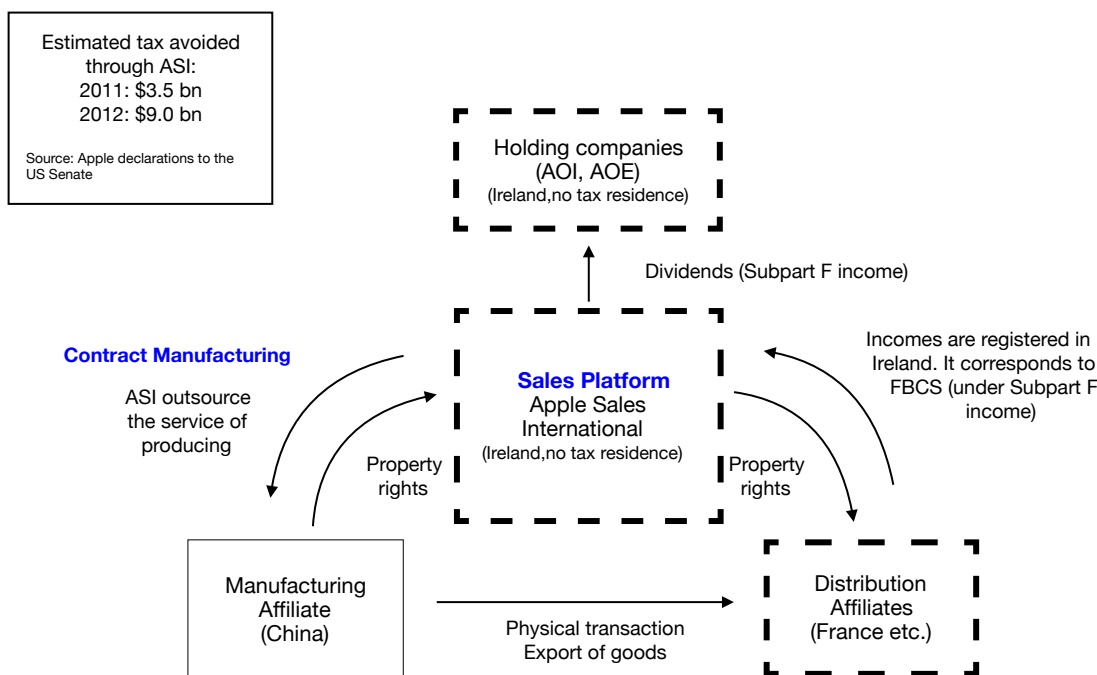 Estimated tax avoided
through ASI:
2011: $3.5 bn
2012: $9.0 bn
Source: Apple declarations to the
US Senate
Holding companies
(AOI, AOE)
(Ireland,no tax residence)
Dividends (Subpart F income)
Contract Manufacturing
ASI outsource
the service of
producing
Property
rights
Sales Platform
Apple Sales
International
(Ireland,no tax residence)
Property
rights
Incomes are registered in
Ireland. It corresponds to
FBCS (under Subpart F
income)
Manufacturing
Affiliate
(China)
Physical transaction
Export of goods
Distribution
Affiliates
(France etc.)